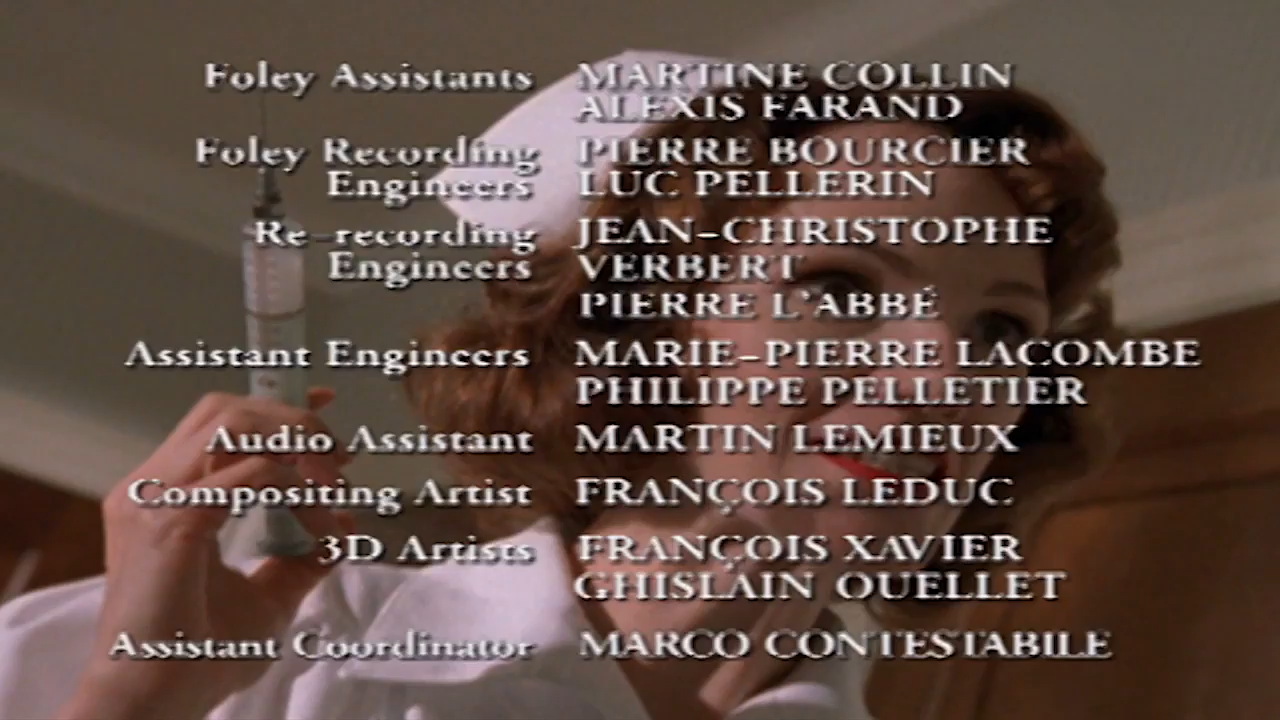 Foley Assistants MARTINE COLLIN
ALEXIS FARAND
Foley Recording PIERRE BOURCIER
Engineers LUC PELLERIN
Re-recording JEAN-CHRISTOPHE
Engineers VERBERT
PIERRE L'ABBÉ
Assistant Engineers MARIE-PIERRE LACOMBE
PHILIPPE PELLETIER
Audio Assistant MARTIN LEMIEUX
Compositing Artist FRANÇOIS LEDUC
3D Artists FRANÇOIS XAVIER
GHISLAIN OUELLET
Assistant Coordinator MARCO CONTESTABILE